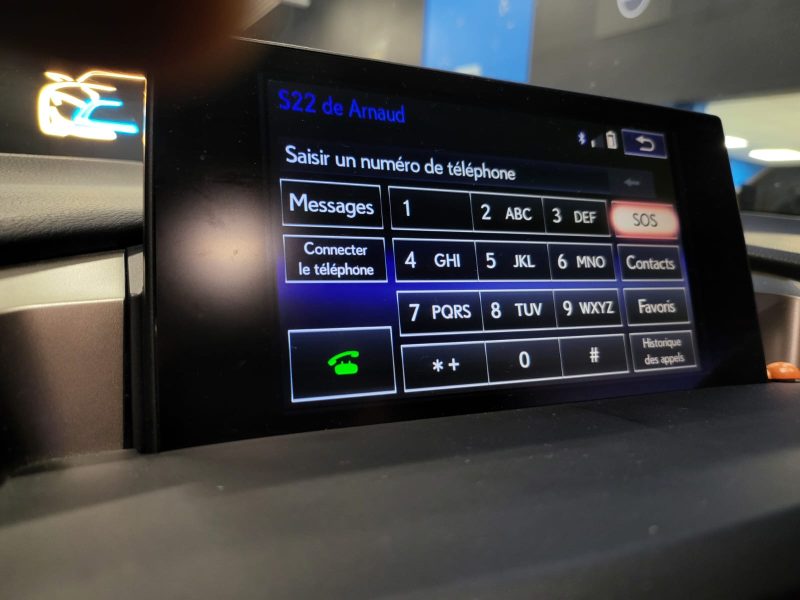 S22 de Arnaud
Saisir un numéro de téléphone
Messages
1
2 ABC
3 DEF
SOS
Connecter
le téléphone
4 GHI
5 JKL
6 MNO
Contacts
7 PQRS
8 TUV
9 WXYZ
Favoris
*+
0
#
Historique
des appels